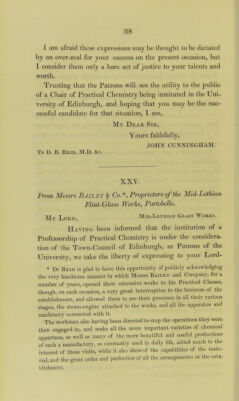 38
I am afraid these expressions may be thought to be dictated
by an over-zeal for your success on the present occasion, but
I consider them only a bare act of justice to your talents and
worth.
Trusting that the Patrons will see the utility to the public
of a Chair of Practical Chemistry being instituted in the Uni-
versity of Edinburgh, and hoping that you may be the suc-
cessful candidate for that situation, I am,
My Dear Sir,
Yours faithfully,
JOHN CUNNINGHAM.
To D. B. Reid, M.D. &c.
XXV.
From Messrs Bailey & Co.*, Proprietors of the Mid-Lothian
Flint-Glass Works, Portobello.
Mid-Lothian Glass Works.
My Lord,
Having been informed that the institution of a
Professorship of Practical Chemistry is under the considera-
tion of the Town-Council of Edinburgh, as Patrons of the
University, we take the liberty of expressing to your Lord-
* Dr Reid is glad to have this opportunity of publicly acknowledging
the very handsome manner in which Messrs Bailey and Company, for a
number of years, opened their extensive works to his Practical Classes,
though, on each occasion, a very great interruption to the business of the
establishment, and allowed them to see their processes in all their various
stages, the steam-engine attached to the works, and all the apparatus and
machinery connected with it.
The workmen also having been directed to stop the operations they were
then engaged in, and make all the more important varieties of chemical
apparatus, as well as many of the more beautiful and useful productions
of such a manufactory, as constantly used in daily life, added much to the
interest of these visits, while it also shewed the capabilities of the mate-
rial, and the great order and perfection of all the arrangements in the esta-
blishment.